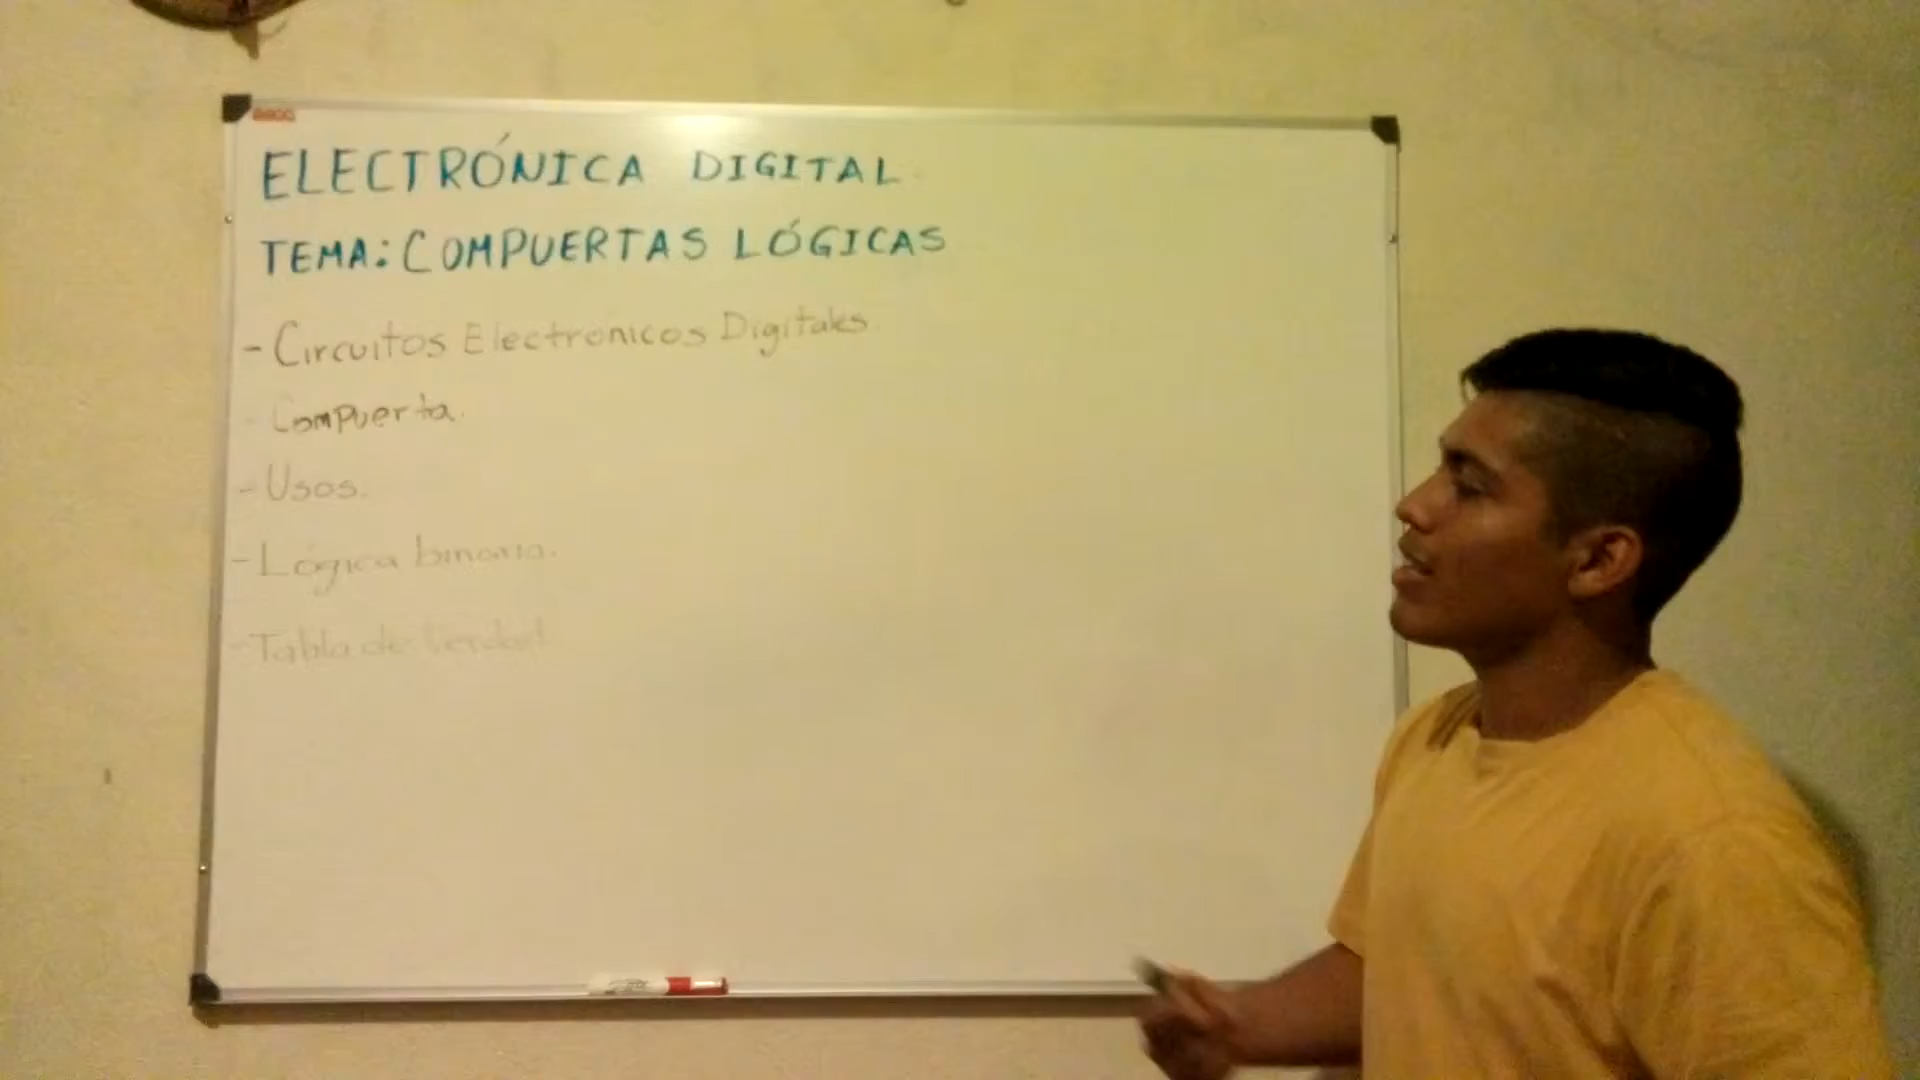 ELECTRÓNICA DIGITAL
TEMA: COMPUERTAS LÓGICAS
- Circuitos Electrónicos Digitales.
- Compuerta.
- Usos.
- Lógica binaria.
- Tabla de Verdad